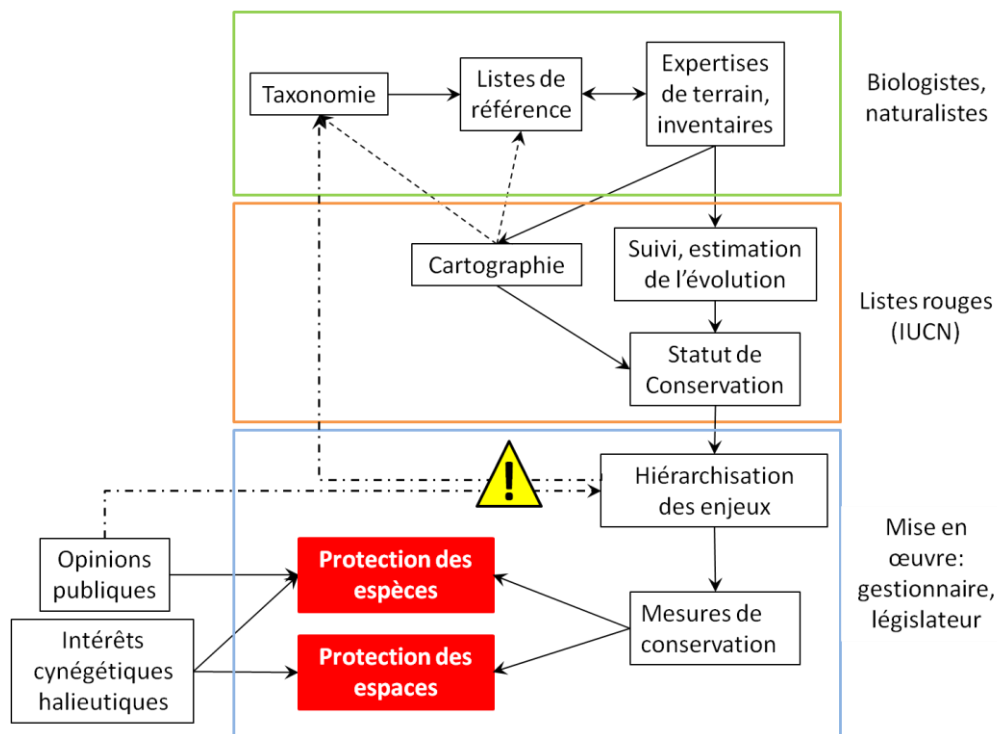 Taxonomie
Listes de
référence
Expertises
de terrain,
inventaires
Biologistes,
naturalistes
Cartographie
Suivi, estimation
de l'évolution
Statut de
Conservation
Listes rouges
(IUCN)
!
Hiérarchisation
des enjeux
Opinions
publiques
Protection des
espèces
Mesures de
conservation
Mise en
œuvre:
gestionnaire,
législateur
Intérêts
cynégétiques
halieutiques
Protection des
espaces